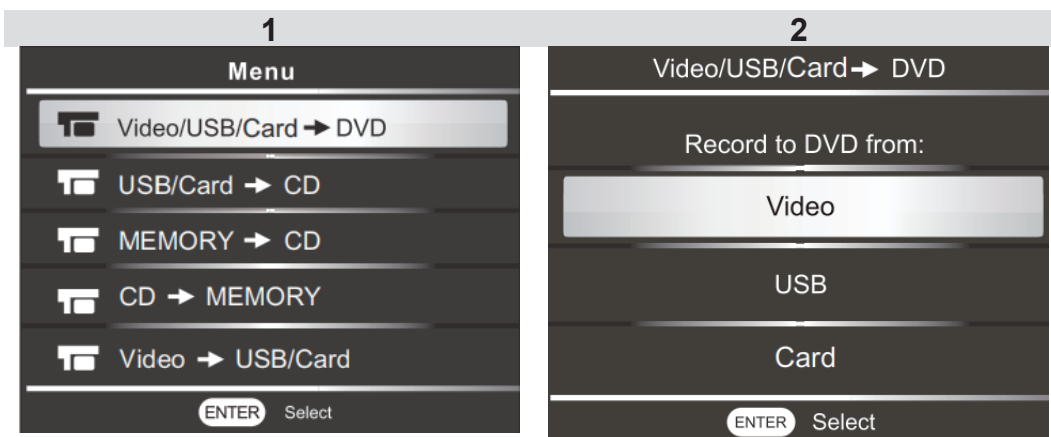 1
Menu
Video/USB/Card ➔ DVD
USB/Card ➔ CD
MEMORY ➔ CD
CD ➔ MEMORY
Video ➔ USB/Card
ENTER Select
2
Video/USB/Card ➔ DVD
Record to DVD from:
Video
USB
Card
ENTER Select